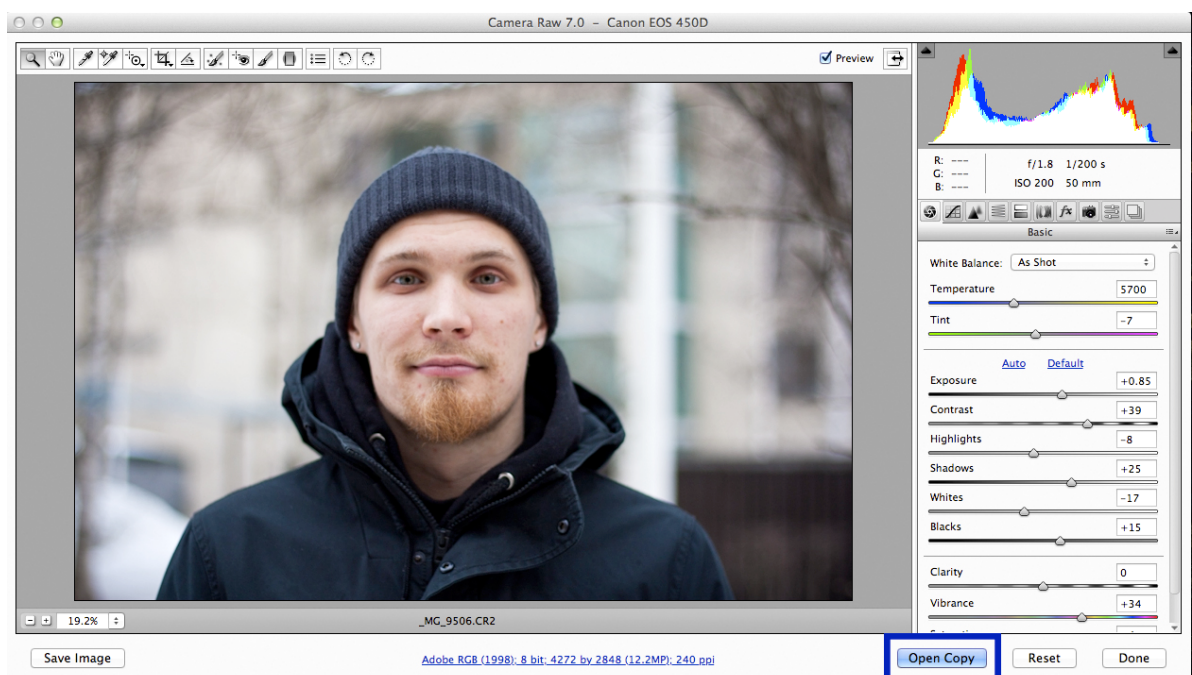 Camera Raw 7.0 – Canon EOS 450D
Preview
R: ---
G: ---
B: ---
f/1.8 1/200 s
ISO 200 50 mm
fx
Basic
White Balance: As Shot
Temperature 5700
Tint -7
Auto Default
Exposure +0.85
Contrast +39
Highlights -8
Shadows +25
Whites -17
Blacks +15
Clarity 0
Vibrance +34
- + 19.2%
_MG_9506.CR2
Save Image
Adobe RGB (1998); 8 bit; 4272 by 2848 (12.2MP); 240 ppi
Open Copy
Reset
Done